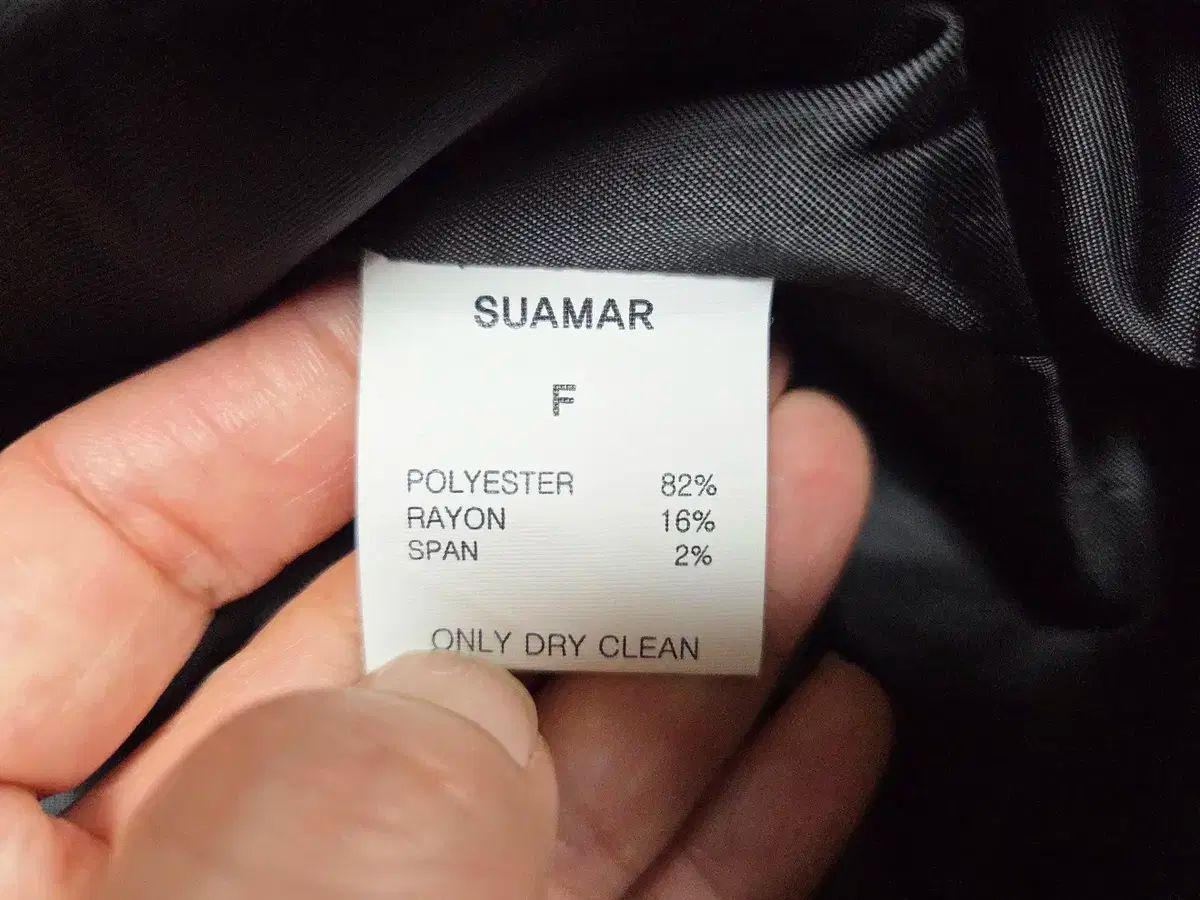 SUAMAR
F
POLYESTER 82%
RAYON 16%
SPAN 2%
ONLY DRY CLEAN